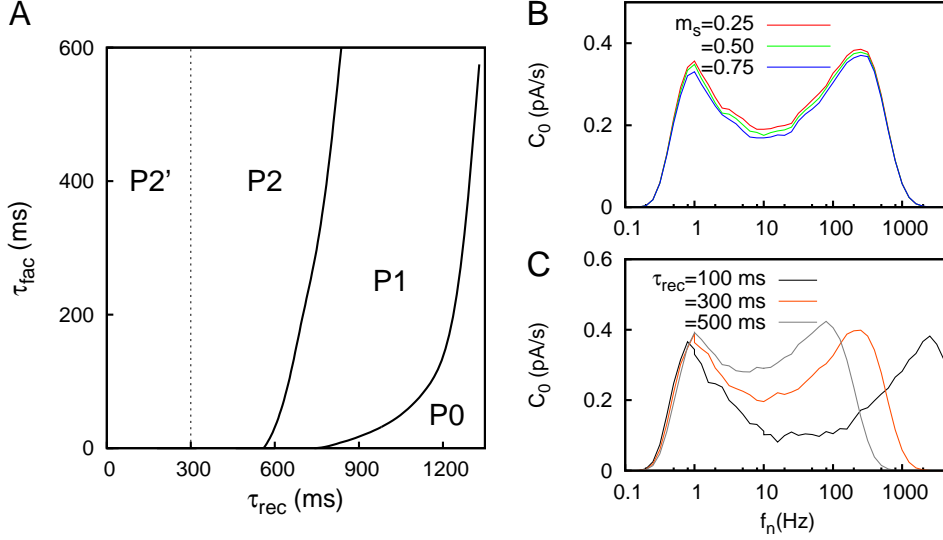 A
600
400
200
0
τfac (ms)
P2'
P2
P1
P0
0
300
600
900
1200
τrec (ms)
B
ms=0.25
=0.50
=0.75
C0 (pA/s)
0.4
0.2
0
0.1
1
10
100
1000
C
τrec=100 ms
=300 ms
=500 ms
C0 (pA/s)
0.6
0.4
0.2
0
0.1
1
10
100
1000
fn(Hz)